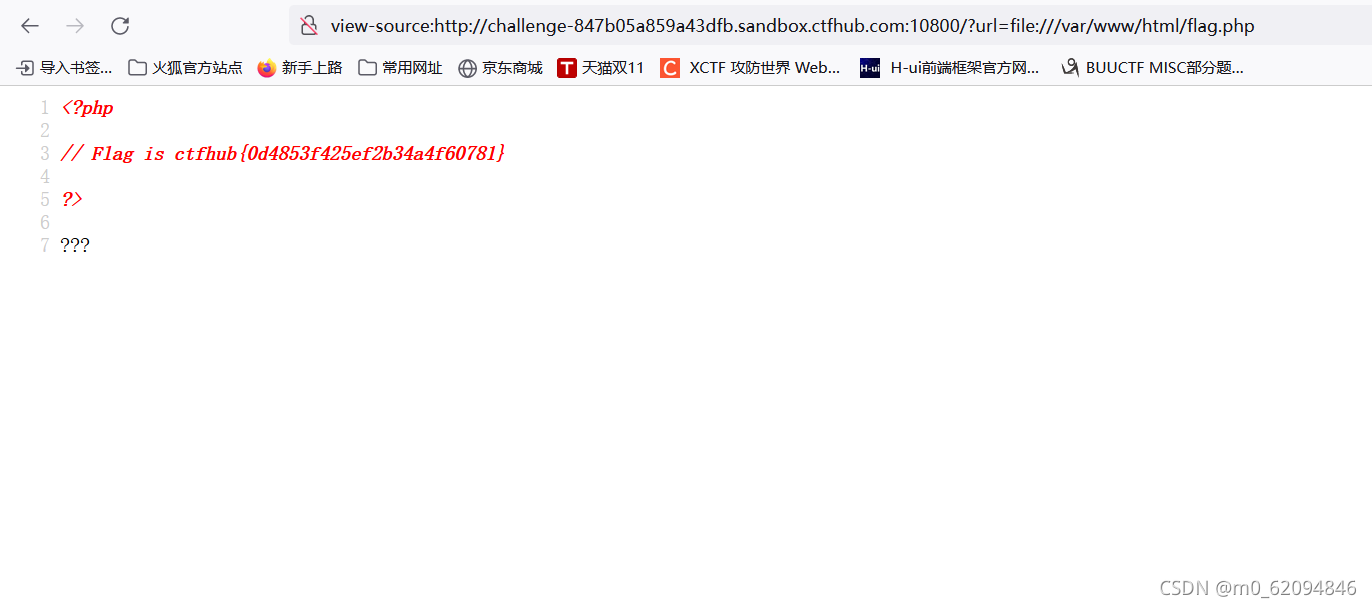 view-source:http://challenge-847b05a859a43dfb.sandbox.ctfhub.com:10800/?url=file:///var/www/html/flag.php
导入书签... 火狐官方站点 新手上路 常用网址 京东商城 T 天猫双11 C XCTF 攻防世界 Web... H-ui H-ui前端框架官方网... BUUCTF MISC部分题...
1 <?php
2
3 // Flag is ctfhub{0d4853f425ef2b34a4f60781}
4
5 ?>
6
7 ???
CSDN @m0_62094846